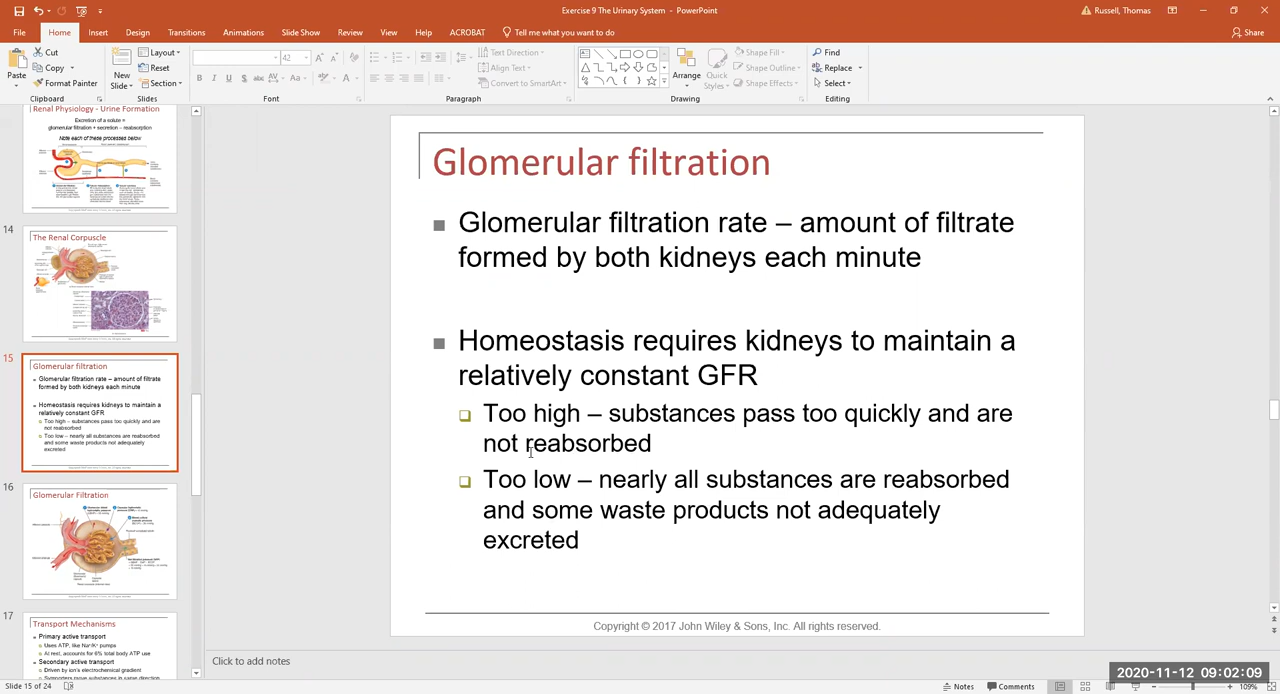 Exercise 9 The Urinary System - PowerPoint
Russell, Thomas
File Home Insert Design Transitions Animations Slide Show Review View Help ACROBAT Tell me what you want to do
Share
Paste
Cut
Copy
Format Painter
Clipboard
New
Slide
Layout
Reset
Section
Slides
42
Font
Text Direction
Align Text
Convert to SmartArt
Paragraph
Arrange
Quick
Styles
Shape Fill
Shape Outline
Shape Effects
Drawing
Find
Replace
Select
Editing
Renal Physiology - Urine Formation
Excretion of a solute =
glomerular filtration + secretion – reabsorption
Note each of these processes below
14
The Renal Corpuscle
15
Glomerular filtration
Glomerular filtration rate – amount of filtrate
formed by both kidneys each minute
Homeostasis requires kidneys to maintain a
relatively constant GFR
Too high – substances pass too quickly and are
not reabsorbed
Too low – nearly all substances are reabsorbed
and some waste products not adequately
excreted
16
Glomerular Filtration
17
Transport Mechanisms
Primary active transport
Uses ATP, like Na⁺/K⁺ pumps
At rest, accounts for 6% total body ATP use
Secondary active transport
Driven by ion's electrochemical gradient
Symporters move substances in same direction
Glomerular filtration
Glomerular filtration rate – amount of filtrate
formed by both kidneys each minute
Homeostasis requires kidneys to maintain a
relatively constant GFR
Too high – substances pass too quickly and are
not reabsorbed
Too low – nearly all substances are reabsorbed
and some waste products not adequately
excreted
Copyright © 2017 John Wiley & Sons, Inc. All rights reserved.
Click to add notes
2020-11-12 09:02:09
Slide 15 of 24
Notes Comments
109%